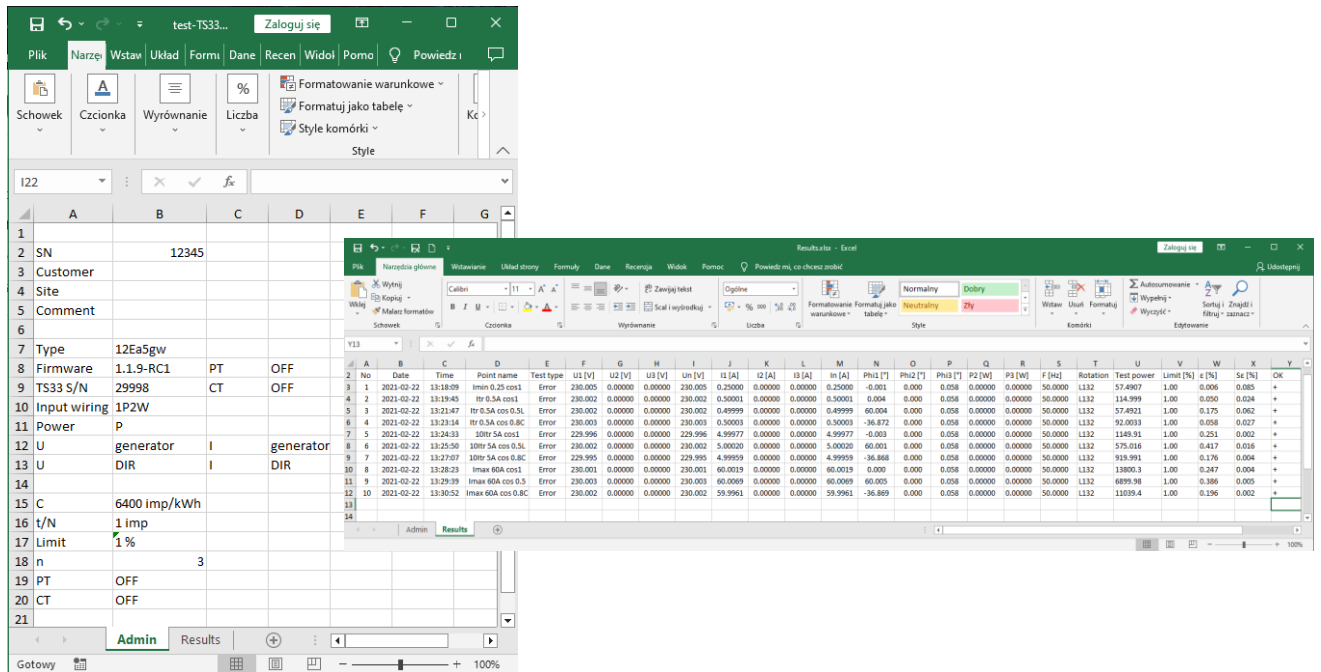 test-TS33...
Zaloguj się
Plik Narzę Wstaw Układ Formu Dane Recen Widok Pomo Powiedz
Schowek
Czcionka
Wyrównanie
%
Liczba
Formatowanie warunkowe
Formatuj jako tabelę
Style komórki
Style
I22
fx
A B C D E F G
1
2 SN 12345
3 Customer
4 Site
5 Comment
6
7 Type 12Ea5gw
8 Firmware 1.1.9-RC1 PT OFF
9 TS33 S/N 29998 CT OFF
10 Input wiring 1P2W
11 Power P
12 U generator I generator
13 U DIR I DIR
14
15 C 6400 imp/kWh
16 t/N 1 imp
17 Limit 1 %
18 n 3
19 PT OFF
20 CT OFF
21
Admin Results
Gotowy 100%
Results.xlsx - Excel
Zaloguj się
Plik Narzędzia główne Wstawianie Układ strony Formuły Dane Recenzja Widok Pomoc Powiedz mi, co chcesz zrobić Udostępnij
Wklej
Wytnij
Kopiuj
Malarz formatów
Schowek
Calibri 11
B I U
Czcionka
Zawijaj tekst
Scal i wyśrodkuj
Wyrównanie
Ogólne
% 000
Liczba
Formatowanie warunkowe
Formatuj jako tabelę
Normalny Dobry
Neutralny Zły
Style
Wstaw Usuń Formatuj
Komórki
Autosumowanie
Wypełnij
Wyczyść
Sortuj i filtruj
Znajdź i zaznacz
Edytowanie
Y13
fx
A B C D E F G H I J K L M N O P Q R S T U V W X Y
2 No Date Time Point name Test type U1 [V] U2 [V] U3 [V] Un [V] I1 [A] I2 [A] I3 [A] In [A] Phi1 [°] Phi2 [°] Phi3 [°] P2 [W] P3 [W] F [Hz] Rotation Test power Limit [%] ε [%] Sε [%] OK
3 1 2021-02-22 13:18:09 Imin 0.25 cos1 Error 230.005 0.00000 0.00000 230.005 0.25000 0.00000 0.00000 0.25000 -0.001 0.000 0.058 0.00000 0.00000 50.0000 L132 57.4907 1.00 0.006 0.085 +
4 2 2021-02-22 13:19:45 Itr 0.5A cos1 Error 230.002 0.00000 0.00000 230.002 0.50001 0.00000 0.00000 0.50001 0.004 0.000 0.058 0.00000 0.00000 50.0000 L132 114.999 1.00 0.050 0.024 +
5 3 2021-02-22 13:21:47 Itr 0.5A cos 0.5L Error 230.002 0.00000 0.00000 230.002 0.49999 0.00000 0.00000 0.49999 60.004 0.000 0.058 0.00000 0.00000 50.0000 L132 57.4921 1.00 0.175 0.062 +
6 4 2021-02-22 13:23:14 Itr 0.5A cos 0.8C Error 230.003 0.00000 0.00000 230.003 0.50003 0.00000 0.00000 0.50003 -36.872 0.000 0.058 0.00000 0.00000 50.0000 L132 92.0033 1.00 0.058 0.027 +
7 5 2021-02-22 13:24:33 10Itr 5A cos1 Error 229.996 0.00000 0.00000 229.996 4.99977 0.00000 0.00000 4.99977 -0.003 0.000 0.058 0.00000 0.00000 50.0000 L132 1149.91 1.00 0.251 0.002 +
8 6 2021-02-22 13:25:50 10Itr 5A cos 0.5L Error 230.002 0.00000 0.00000 230.002 5.00020 0.00000 0.00000 5.00020 60.001 0.000 0.058 0.00000 0.00000 50.0000 L132 575.016 1.00 0.417 0.016 +
9 7 2021-02-22 13:27:07 10Itr 5A cos 0.8C Error 229.995 0.00000 0.00000 229.995 4.99959 0.00000 0.00000 4.99959 -36.868 0.000 0.058 0.00000 0.00000 50.0000 L132 919.991 1.00 0.176 0.004 +
10 8 2021-02-22 13:28:23 Imax 60A cos1 Error 230.001 0.00000 0.00000 230.001 60.0019 0.00000 0.00000 60.0019 0.000 0.000 0.058 0.00000 0.00000 50.0000 L132 13800.3 1.00 0.247 0.004 +
11 9 2021-02-22 13:29:39 Imax 60A cos 0.5 Error 230.003 0.00000 0.00000 230.003 60.0069 0.00000 0.00000 60.0069 60.005 0.000 0.058 0.00000 0.00000 50.0000 L132 6899.98 1.00 0.386 0.005 +
12 10 2021-02-22 13:30:52 Imax 60A cos 0.8C Error 230.002 0.00000 0.00000 230.002 59.9961 0.00000 0.00000 59.9961 -36.869 0.000 0.058 0.00000 0.00000 50.0000 L132 11039.4 1.00 0.196 0.002 +
13
14
Admin Results
100%